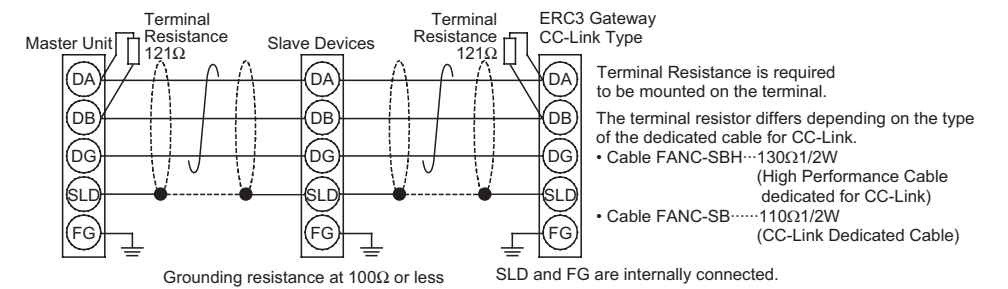 Terminal
Resistance
121Ω
Terminal
Resistance
121Ω
ERC3 Gateway
CC-Link Type
Master Unit
Slave Devices
DA
DB
DG
SLD
FG
DA
DB
DG
SLD
FG
DA
DB
DG
SLD
FG
Terminal Resistance is required
to be mounted on the terminal.
The terminal resistor differs depending on the type
of the dedicated cable for CC-Link.
• Cable FANC-SBH···130Ω1/2W
(High Performance Cable
dedicated for CC-Link)
• Cable FANC-SB······110Ω1/2W
(CC-Link Dedicated Cable)
Grounding resistance at 100Ω or less
SLD and FG are internally connected.